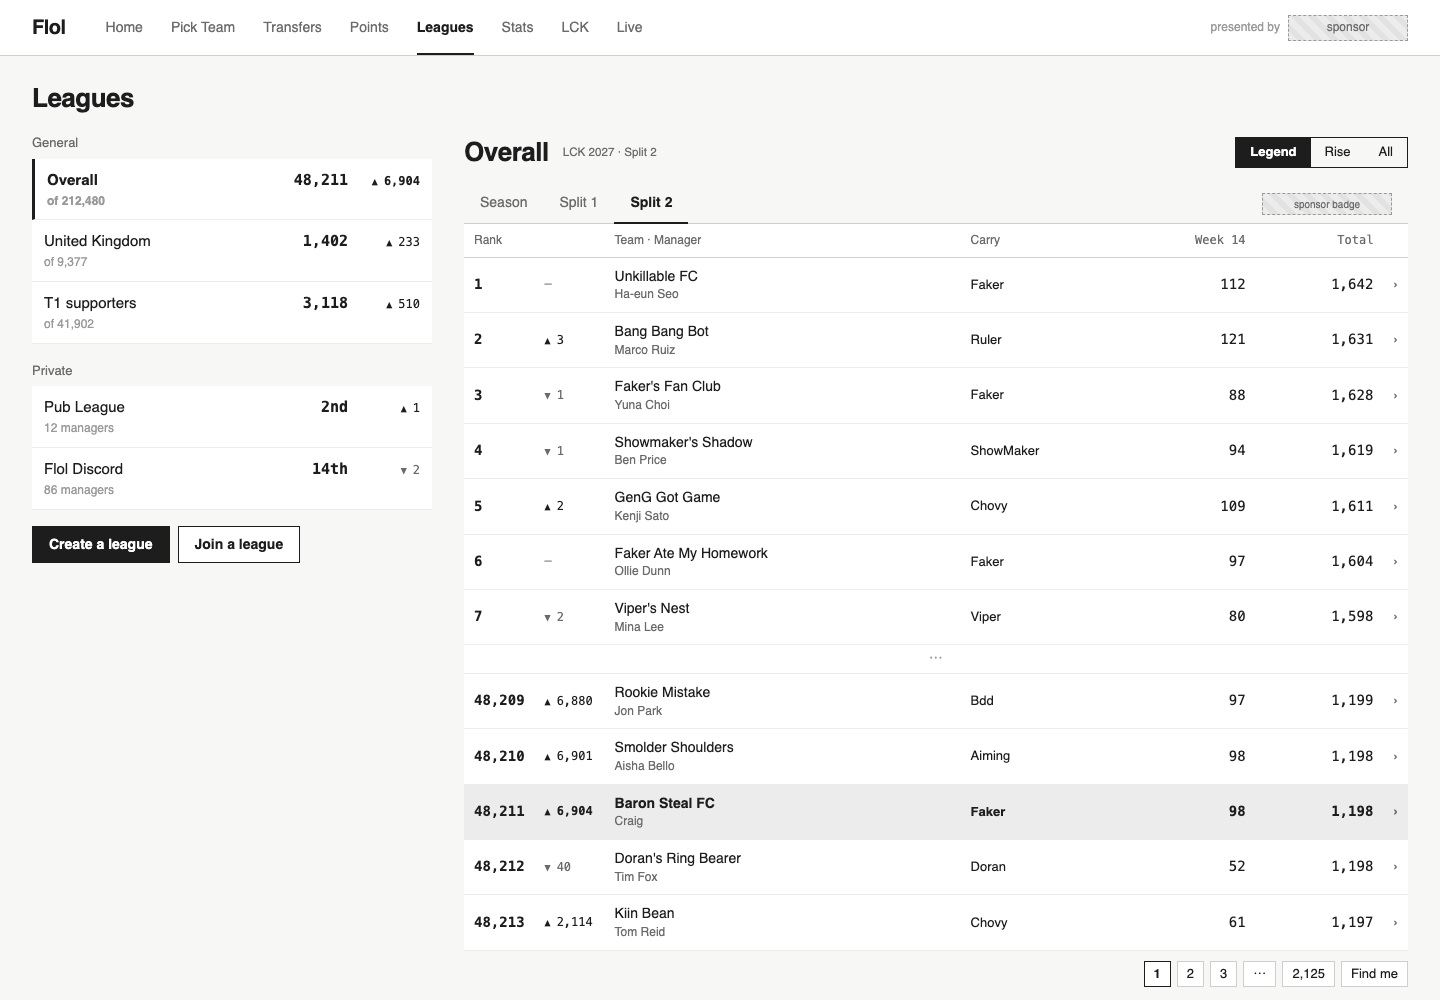 Flol
Home Pick Team Transfers Points Leagues Stats LCK Live
presented by sponsor
Leagues
General
Overall 48,211 ▲ 6,904
of 212,480
United Kingdom 1,402 ▲ 233
of 9,377
T1 supporters 3,118 ▲ 510
of 41,902
Private
Pub League 2nd ▲ 1
12 managers
Flol Discord 14th ▼ 2
86 managers
Create a league Join a league
Overall LCK 2027 · Split 2
Legend Rise All
Season Split 1 Split 2
sponsor badge
Rank Team · Manager Carry Week 14 Total
1 — Unkillable FC Faker 112 1,642 ›
Ha-eun Seo
2 ▲ 3 Bang Bang Bot Ruler 121 1,631 ›
Marco Ruiz
3 ▼ 1 Faker's Fan Club Faker 88 1,628 ›
Yuna Choi
4 ▼ 1 Showmaker's Shadow ShowMaker 94 1,619 ›
Ben Price
5 ▲ 2 GenG Got Game Chovy 109 1,611 ›
Kenji Sato
6 — Faker Ate My Homework Faker 97 1,604 ›
Ollie Dunn
7 ▼ 2 Viper's Nest Viper 80 1,598 ›
Mina Lee
···
48,209 ▲ 6,880 Rookie Mistake Bdd 97 1,199 ›
Jon Park
48,210 ▲ 6,901 Smolder Shoulders Aiming 98 1,198 ›
Aisha Bello
48,211 ▲ 6,904 Baron Steal FC Faker 98 1,198 ›
Craig
48,212 ▼ 40 Doran's Ring Bearer Doran 52 1,198 ›
Tim Fox
48,213 ▲ 2,114 Kiin Bean Chovy 61 1,197 ›
Tom Reid
1 2 3 ··· 2,125 Find me